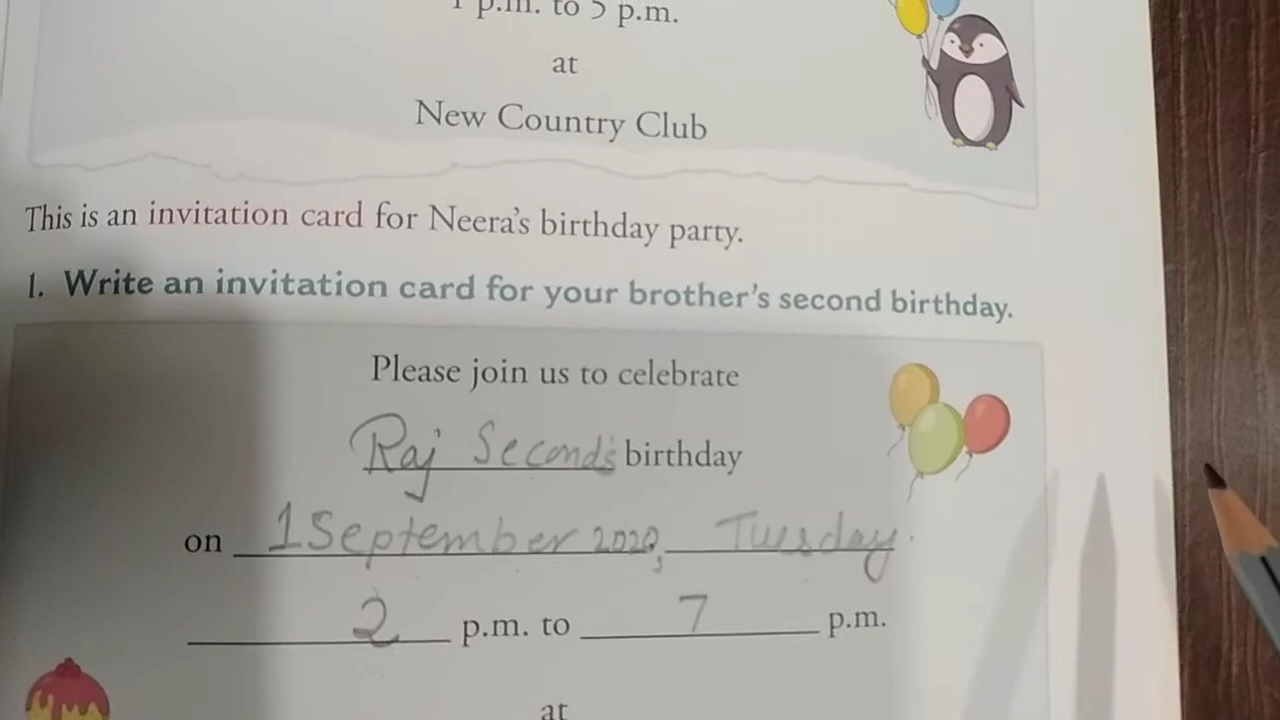 1 p.m. to 5 p.m.
at
New Country Club
This is an invitation card for Neera's birthday party.
1. Write an invitation card for your brother's second birthday.
Please join us to celebrate
Raj Second's birthday
on 1 September 2020, Tuesday.
2 p.m. to 7 p.m.
at